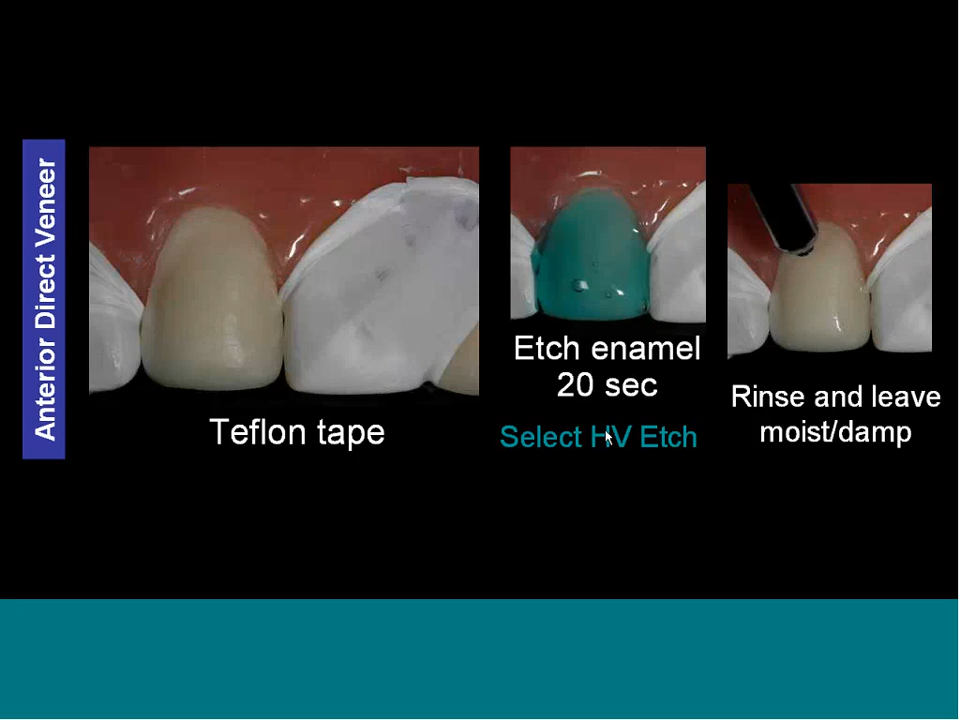 Anterior Direct Veneer
Teflon tape
Etch enamel
20 sec
Select HV Etch
Rinse and leave
moist/damp